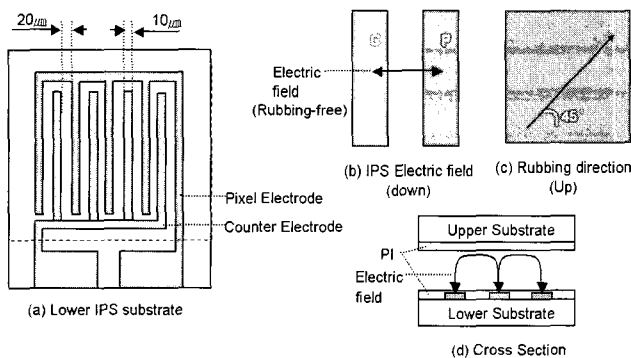 20㎛
10㎛
Pixel Electrode
Counter Electrode
(a) Lower IPS substrate
G
P
Electric
field
(Rubbing-free)
(b) IPS Electric field
(down)
45
(c) Rubbing direction
(Up)
Upper Substrate
PI
Electric
field
Lower Substrate
(d) Cross Section